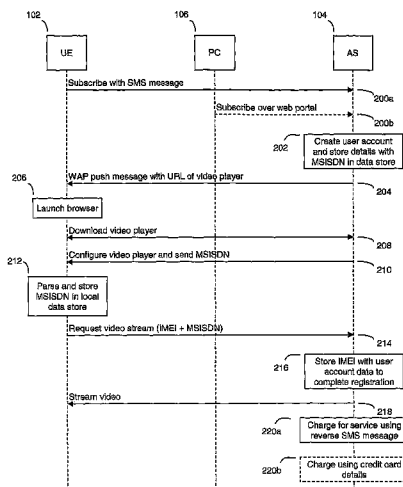 102
106
104
UE
PC
AS
Subscribe with SMS message
200a
Subscribe over web portal
200b
202
Create user account
and store details with
MSISDN in data store
WAP push message with URL of video player
204
206
Launch browser
Download video player
208
Configure video player and send MSISDN
210
212
Parse and store
MSISDN in local
data store
Request video stream (IMEI + MSISDN)
214
216
Store IMEI with user
account data to
complete registration
Stream video
218
220a
Charge for service using
reverse SMS message
220b
Charge using credit card
details